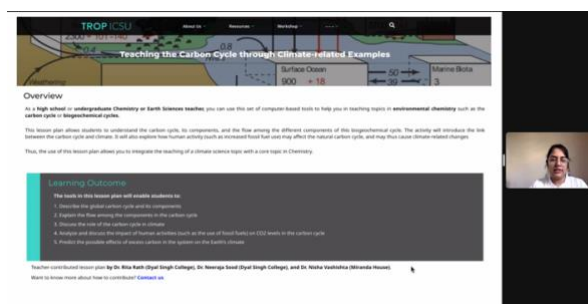 TROP ICSU
About Us
Resources
Workshop
2300 + 101 -140
0.4
0.8
Teaching the Carbon Cycle through Climate-related Examples
Weathering
Surface Ocean
900 + 18
50
39
Marine Biota
3
Overview
As a high school or undergraduate Chemistry or Earth Sciences teacher, you can use this set of computer-based tools to help you in teaching topics in environmental chemistry such as the
carbon cycle or biogeochemical cycles.
This lesson plan allows students to understand the carbon cycle, its components, and the flow among the different components of this biogeochemical cycle. The activity will introduce the link
between the carbon cycle and climate. It will also explore how human activity (such as increased fossil fuel use) may affect the natural carbon cycle, and may thus cause climate-related changes.
Thus, the use of this lesson plan allows you to integrate the teaching of a climate science topic with a core topic in Chemistry.
Learning Outcome
The tools in this lesson plan will enable students to:
1. Describe the global carbon cycle and its components
2. Explain the flow among the components in the carbon cycle
3. Discuss the role of the carbon cycle in climate
4. Analyze and discuss the impact of human activities (such as the use of fossil fuels) on CO2 levels in the carbon cycle
5. Predict the possible effects of excess carbon in the system on the Earth's climate
Teacher-contributed lesson plan by Dr. Rita Rath (Dyal Singh College), Dr. Neeraja Sood (Dyal Singh College), and Dr. Nisha Vashishta (Miranda House).
Want to know more about how to contribute? Contact us.